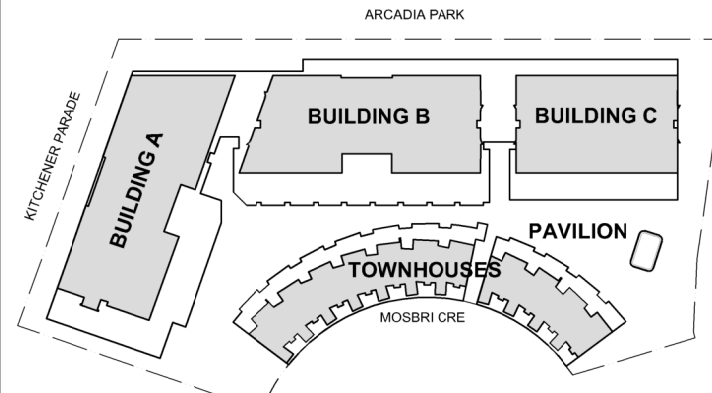 ARCADIA PARK
KITCHENER PARADE
BUILDING A
BUILDING B
BUILDING C
PAVILION
TOWNHOUSES
MOSBRI CRE